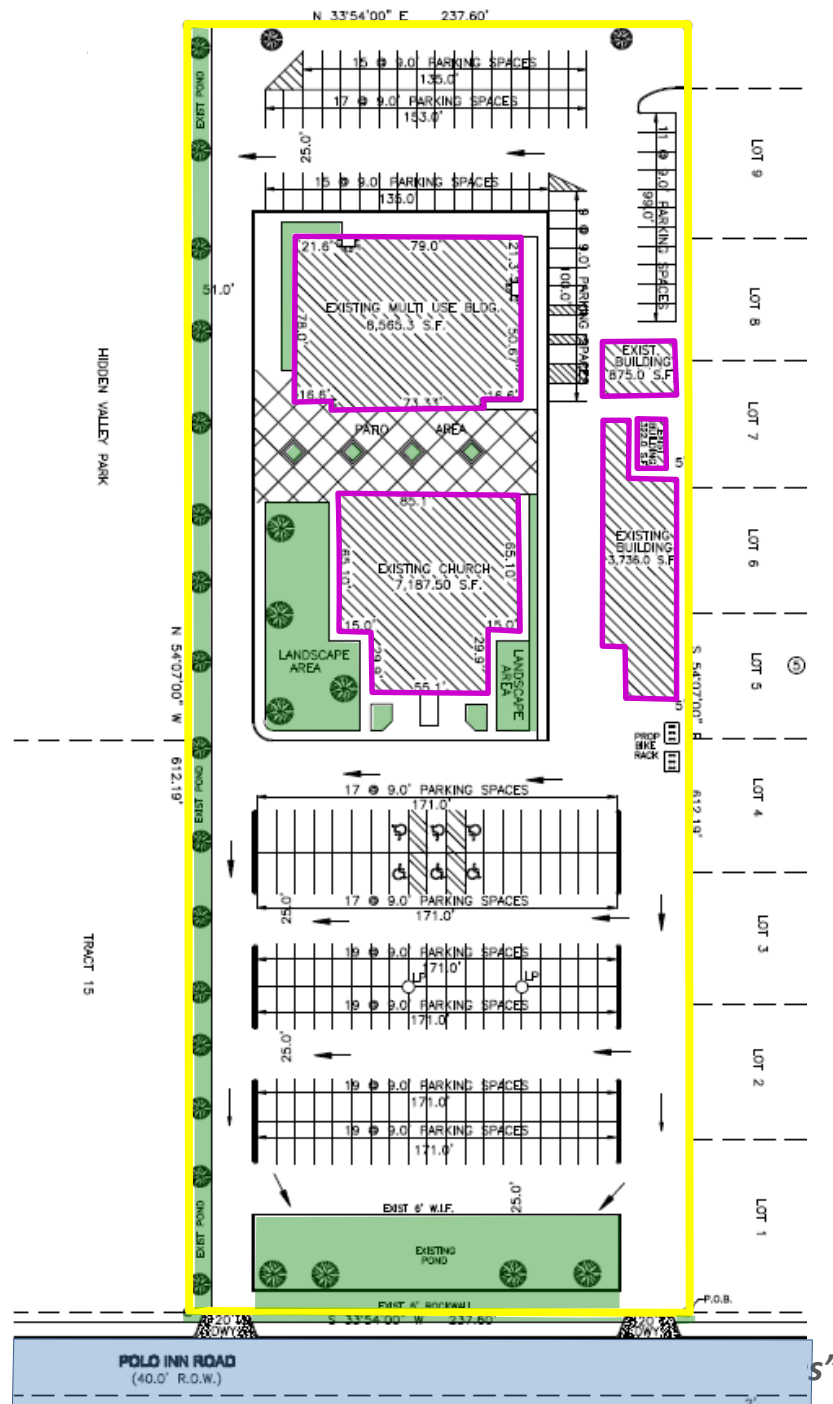 N 33°54'00" E 237.60'
EXIST POND
15 @ 9.0' PARKING SPACES
135.0'
17 @ 9.0' PARKING SPACES
153.0'
25.0'
11 @ 9.0' PARKING SPACES
99.0'
LOT 9
15 @ 9.0' PARKING SPACES
135.0'
9 @ 9.0' PARKING SPACES
100.0'
51.0'
21.6'
79.0'
21.3'
EXISTING MULTI USE BLDG.
8,565.3 S.F.
78.0'
50.67'
16.6'
73.33'
16.6'
LOT 8
EXIST.
BUILDING
875.0 S.F.
HIDDEN VALLEY PARK
PATIO AREA
EXIST.
BUILDING
322.0 S.F.
5'
LOT 7
85.1'
65.10'
EXISTING CHURCH
7,187.50 S.F.
65.10'
EXISTING
BUILDING
3,736.0 S.F.
LOT 6
15.0'
15.0'
29.9'
29.9'
55.1'
LANDSCAPE
AREA
LANDSCAPE
AREA
N 54°07'00" W 612.19'
S 54°07'00" E 612.19'
LOT 5
5
5'
PROP
BIKE
RACK
EXIST POND
17 @ 9.0' PARKING SPACES
171.0'
LOT 4
17 @ 9.0' PARKING SPACES
171.0'
25.0'
TRACT 15
LOT 3
19 @ 9.0' PARKING SPACES
171.0'
LP
LP
19 @ 9.0' PARKING SPACES
171.0'
25.0'
LOT 2
19 @ 9.0' PARKING SPACES
171.0'
19 @ 9.0' PARKING SPACES
171.0'
EXIST POND
EXIST 6' W.I.F.
25.0'
LOT 1
EXISTING
POND
EXIST 6' ROCKWALL
P.O.B.
S 33°54'00" W 237.60'
20'
DWY
20'
DWY
POLO INN ROAD
(40.0' R.O.W.)
s"
2'